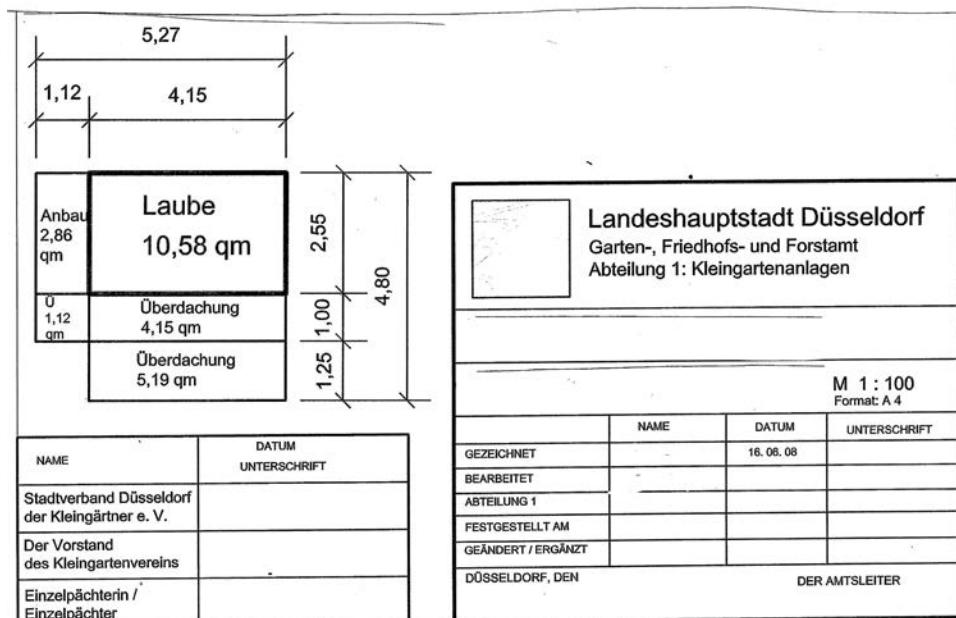 5,27
1,12
4,15
Anbau
2,86
qm
Laube
10,58 qm
2,55
4,80
Ü
1,12
qm
Überdachung
4,15 qm
1,00
Überdachung
5,19 qm
1,25
NAME
DATUM
UNTERSCHRIFT
Stadtverband Düsseldorf
der Kleingärtner e. V.
Der Vorstand
des Kleingartenvereins
Einzelpächterin /
Einzelpächter
Landeshauptstadt Düsseldorf
Garten-, Friedhofs- und Forstamt
Abteilung 1: Kleingartenanlagen
M 1 : 100
Format: A 4
NAME
DATUM
UNTERSCHRIFT
GEZEICHNET
16. 06. 08
BEARBEITET
ABTEILUNG 1
FESTGESTELLT AM
GEÄNDERT / ERGÄNZT
DÜSSELDORF, DEN
DER AMTSLEITER